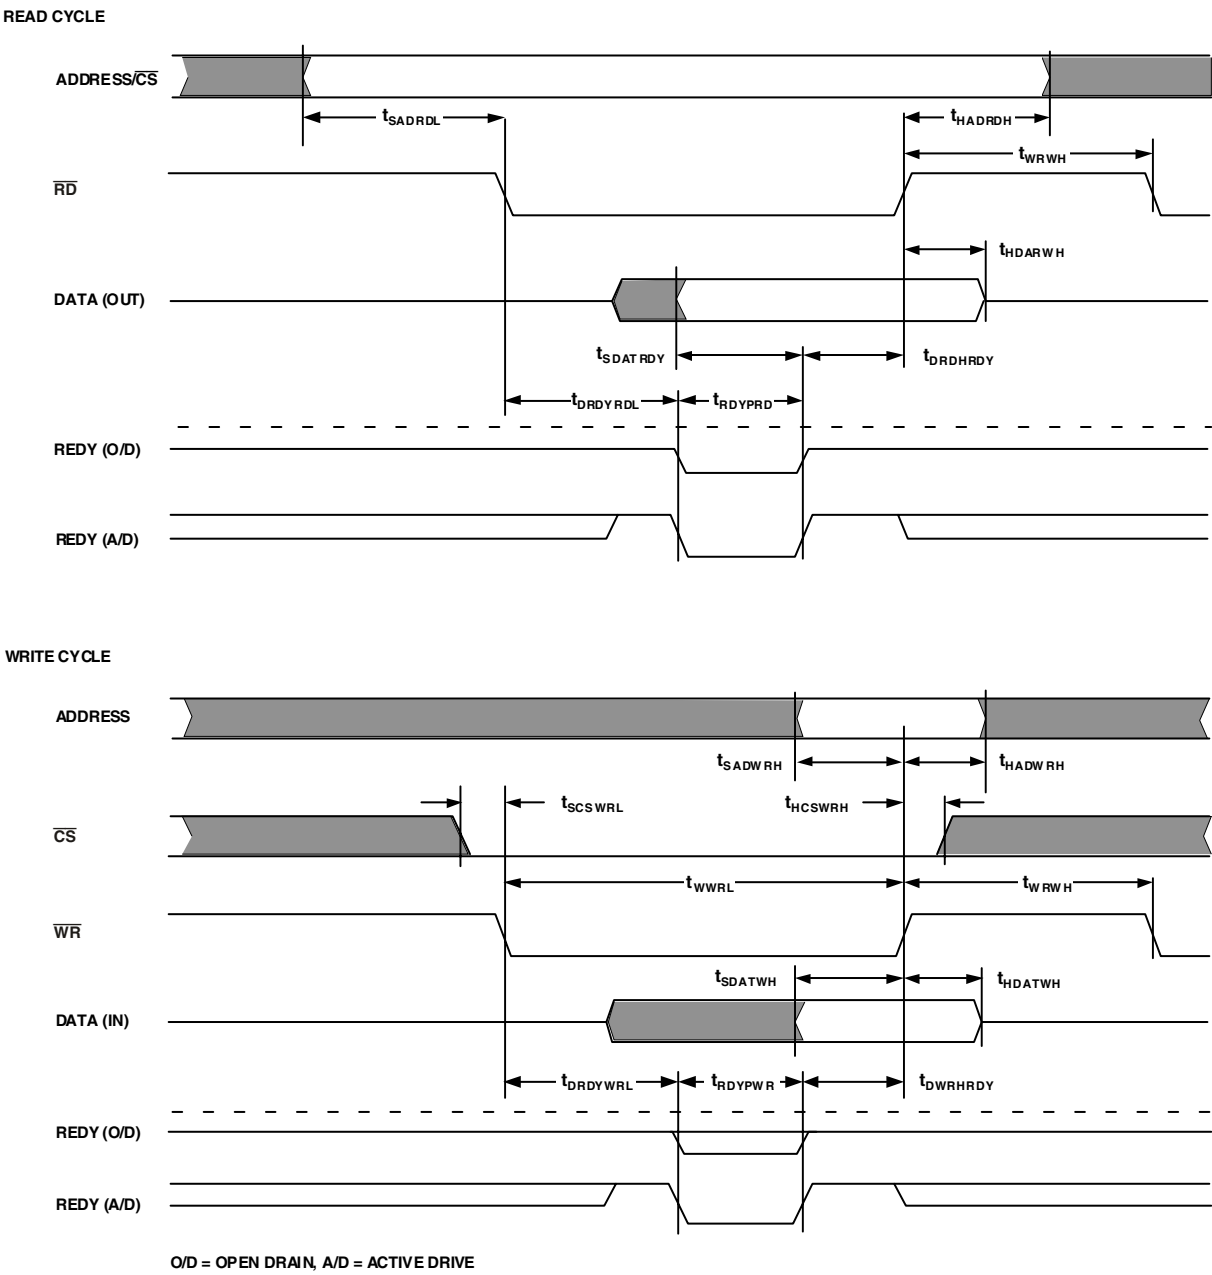 READ CYCLE
ADDRESS/CS
tSADRDL
tHADRDH
tWRWH
RD
tHDARWH
DATA (OUT)
tSDATRDY
tDRDHRDY
tDRDYRDL
tRDYPRD
REDY (O/D)
REDY (A/D)
WRITE CYCLE
ADDRESS
tSADWRH
tHADWRH
tSCSWRL
tHCSWRH
CS
tWWRL
tWRWH
WR
tSDATWH
tHDATWH
DATA (IN)
tDRDYWRL
tRDYPWR
tDWRHRDY
REDY (O/D)
REDY (A/D)
O/D = OPEN DRAIN, A/D = ACTIVE DRIVE